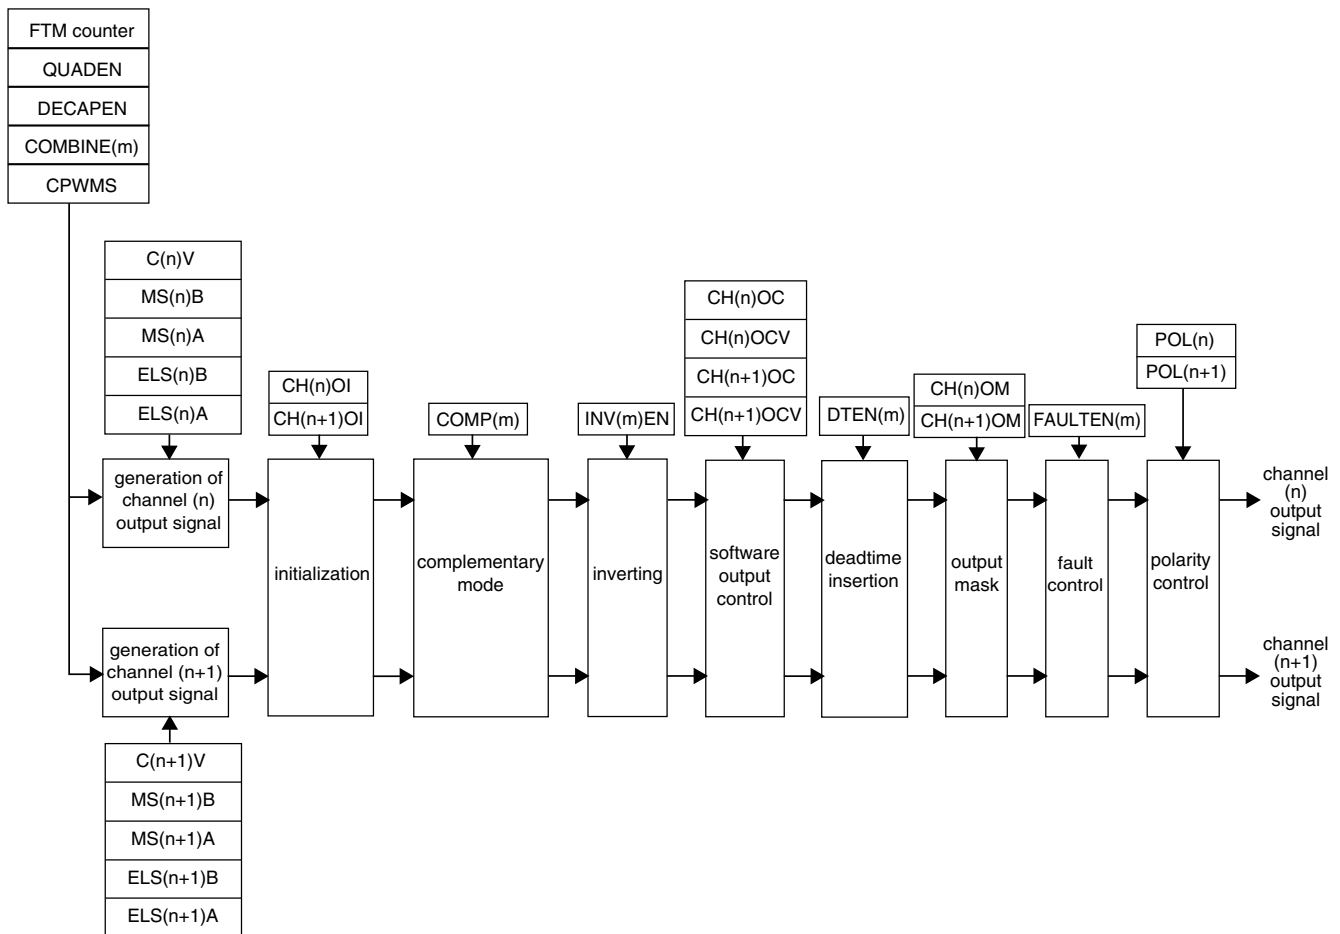 FTM counter
QUADEN
DECAPEN
COMBINE(m)
CPWMS
C(n)V
MS(n)B
MS(n)A
ELS(n)B
ELS(n)A
CH(n)OI
CH(n+1)OI
COMP(m)
INV(m)EN
CH(n)OC
CH(n)OCV
CH(n+1)OC
CH(n+1)OCV
DTEN(m)
CH(n)OM
CH(n+1)OM
FAULTEN(m)
POL(n)
POL(n+1)
generation of
channel (n)
output signal
initialization
complementary
mode
inverting
software
output
control
deadtime
insertion
output
mask
fault
control
polarity
control
channel
(n)
output
signal
generation of
channel (n+1)
output signal
channel
(n+1)
output
signal
C(n+1)V
MS(n+1)B
MS(n+1)A
ELS(n+1)B
ELS(n+1)A